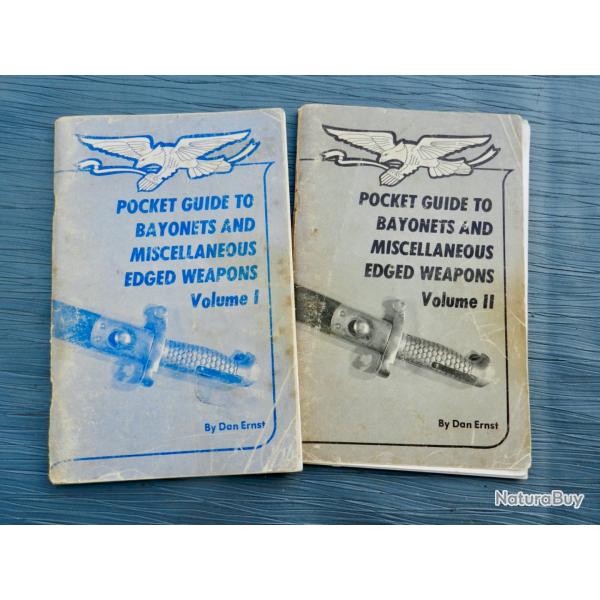 POCKET GUIDE TO
BAYONETS AND
MISCELLANEOUS
EDGED WEAPONS
Volume I
By Dan Ernst
POCKET GUIDE TO
BAYONETS AND
MISCELLANEOUS
EDGED WEAPONS
Volume II
By Dan Ernst
NaturaBuy